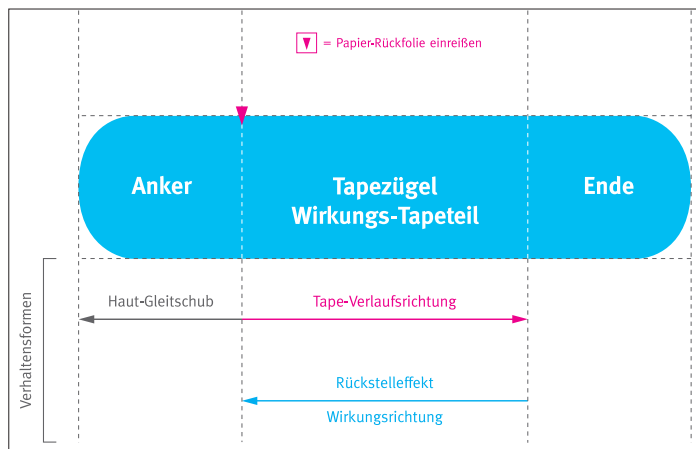 = Papier-Rückfolie einreißen
Anker
Tapezügel
Wirkungs-Tapeteil
Ende
Verhaltensformen
Haut-Gleitschub
Tape-Verlaufsrichtung
Rückstelleffekt
Wirkungsrichtung